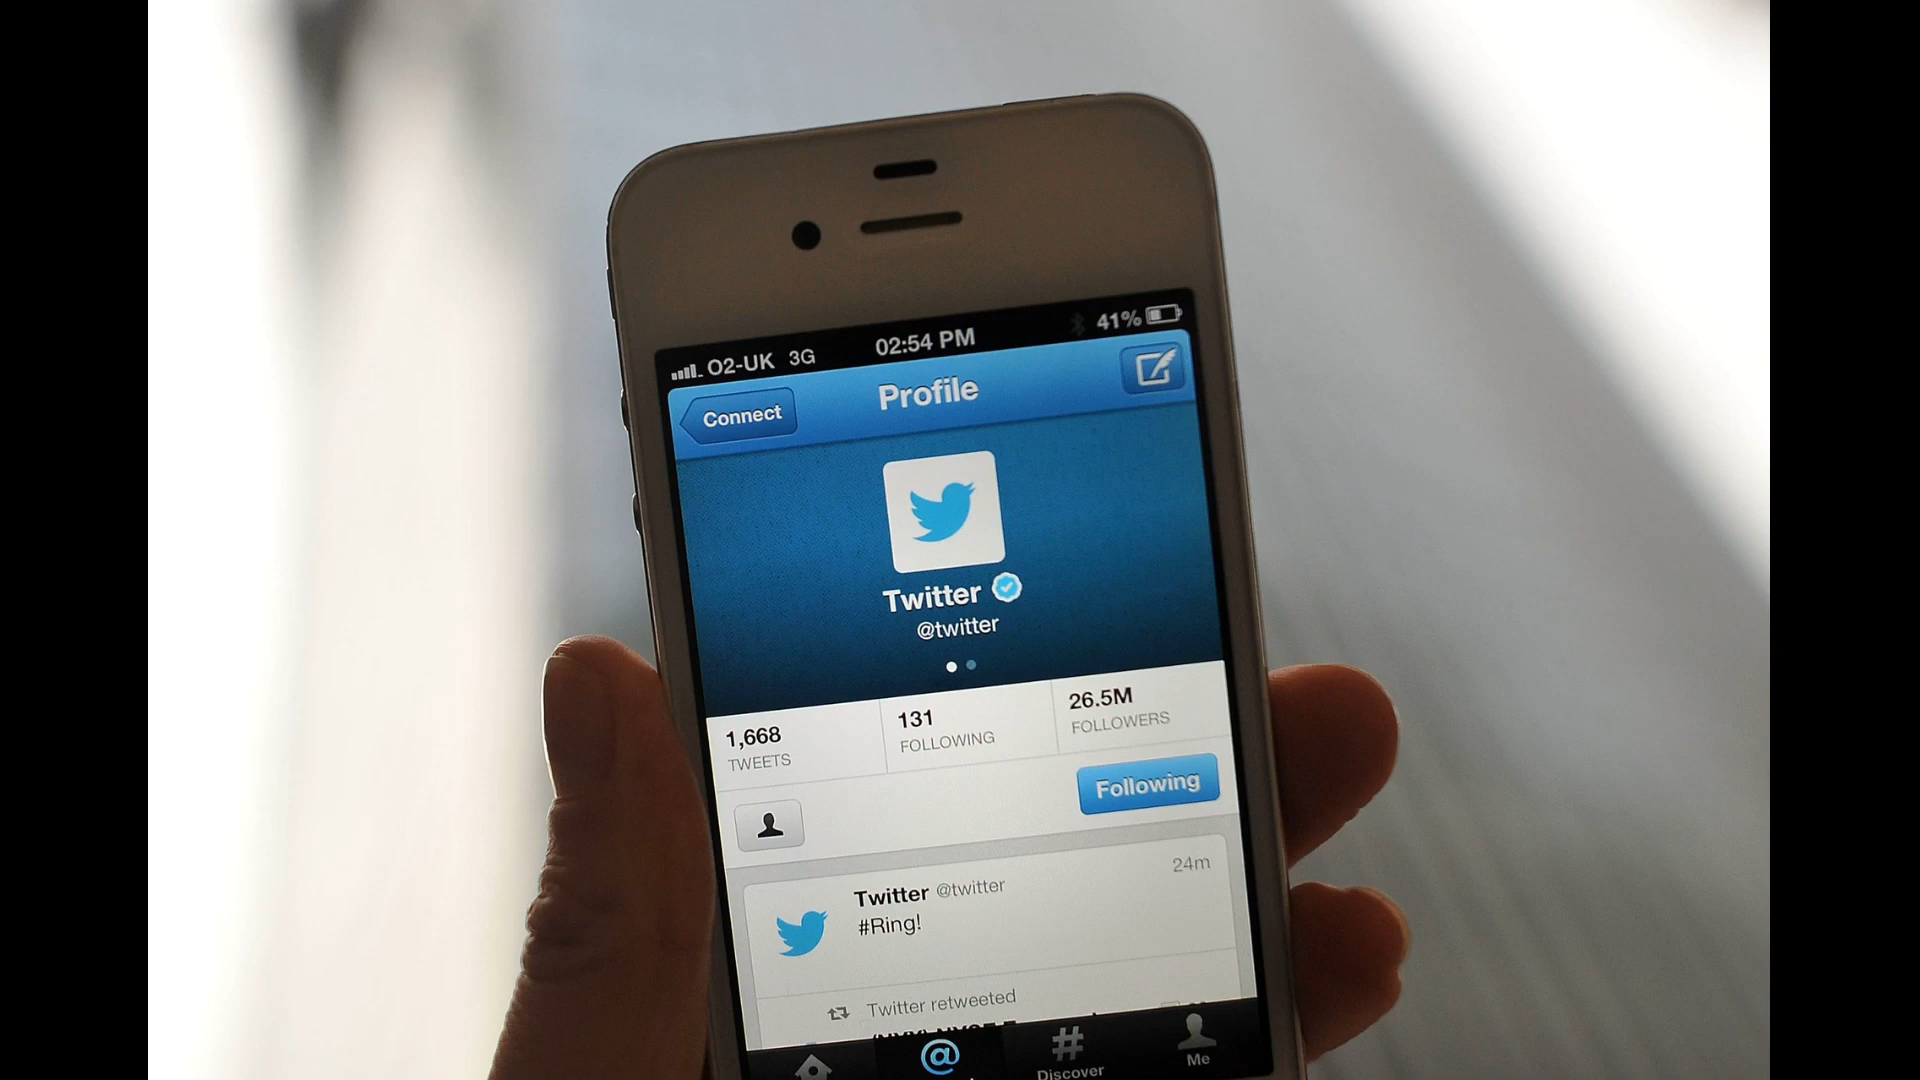 O2-UK 3G 02:54 PM 41%
Connect Profile
Twitter
@twitter
1,668 131 26.5M
TWEETS FOLLOWING FOLLOWERS
Following
Twitter @twitter 24m
#Ring!
Twitter retweeted
@ # Discover Me